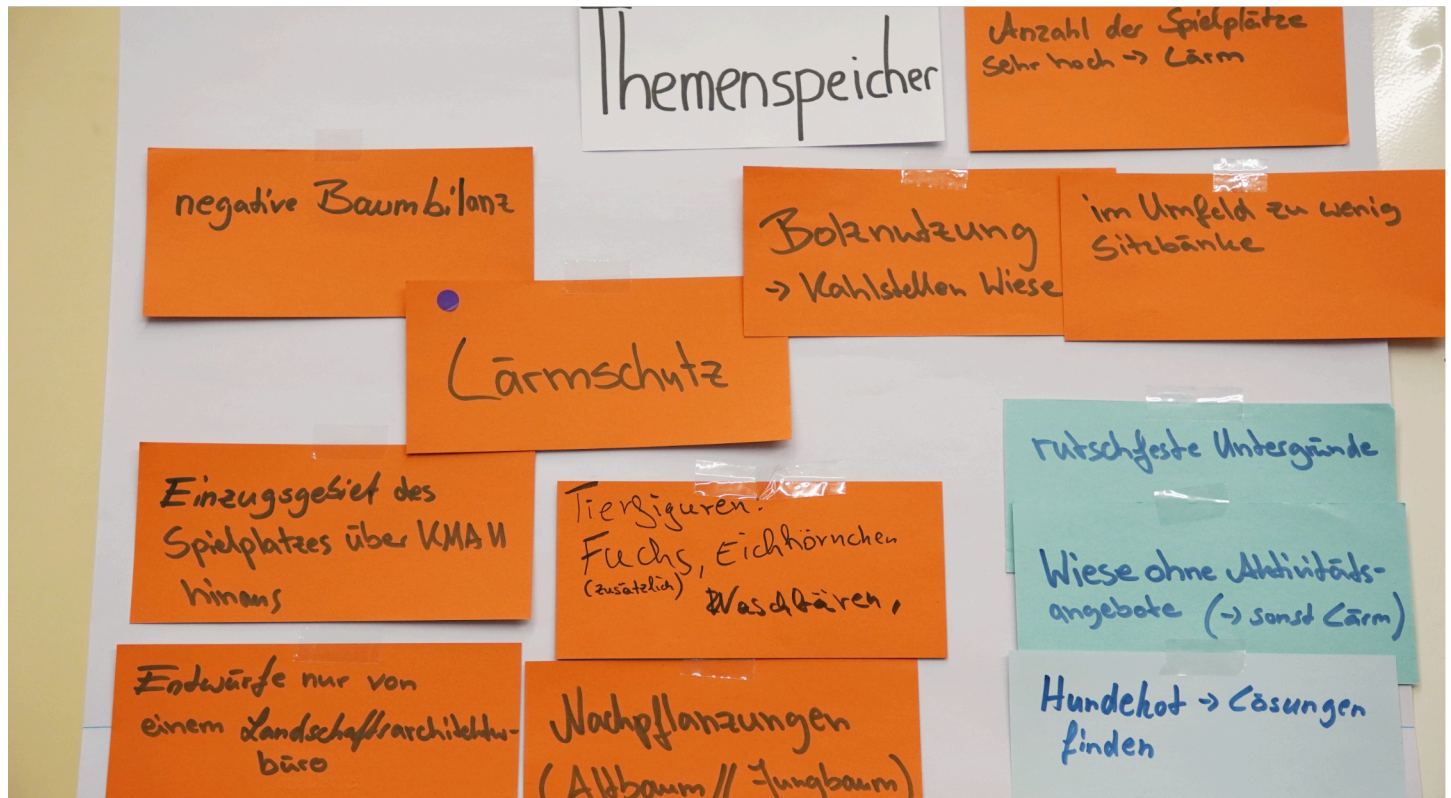 Themenspeicher
Anzahl der Spielplätze
sehr hoch -> Lärm
negative Baumbilanz
Bolznutzung
-> Kahlstellen Wiese
im Umfeld zu wenig
Sitzbänke
Lärmschutz
Einzugsgebiet des
Spielplatzes über KMA II
hinaus
Tierfiguren:
Fuchs, Eichhörnchen
(zusätzlich) Waschbären,
rutschfeste Untergründe
Wiese ohne Aktivitäts-
angebote (-> sonst Lärm)
Entwürfe nur von
einem Landschaftsarchitektur-
büro
Nachpflanzungen
(Altbaum // Jungbaum)
Hundekot -> Lösungen
finden